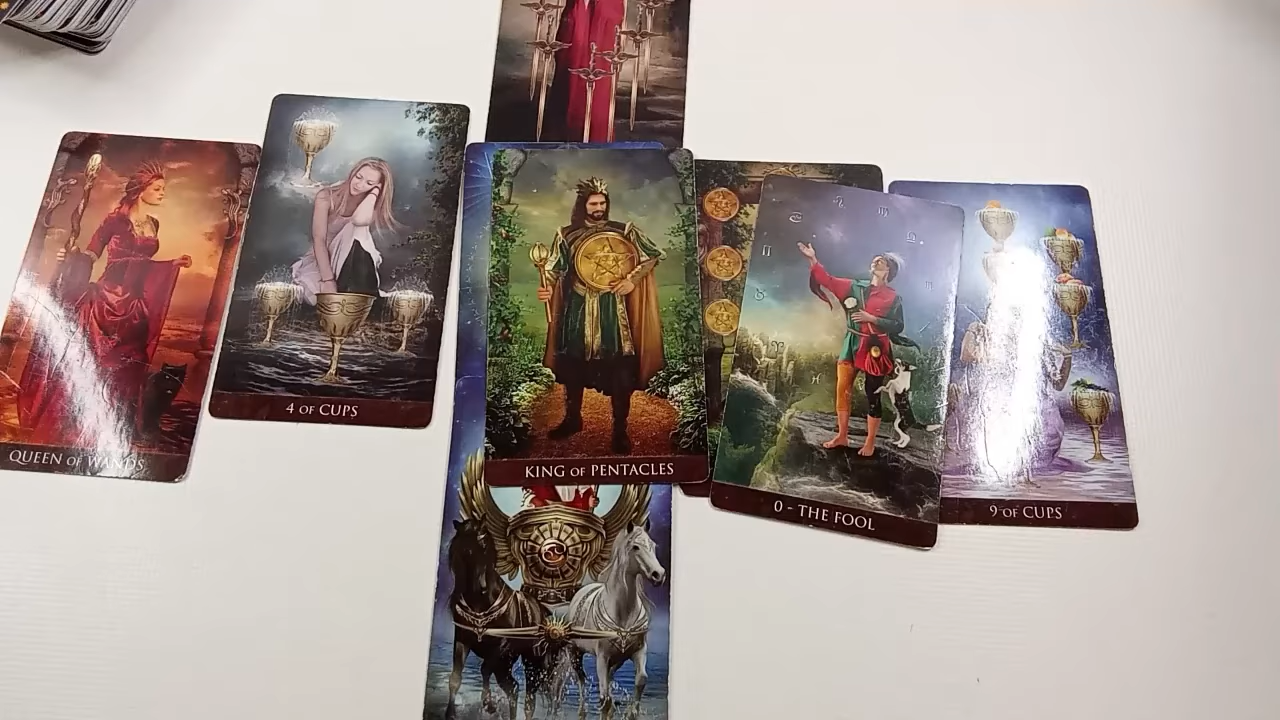 QUEEN OF WANDS
4 OF CUPS
KING OF PENTACLES
0 - THE FOOL
9 OF CUPS